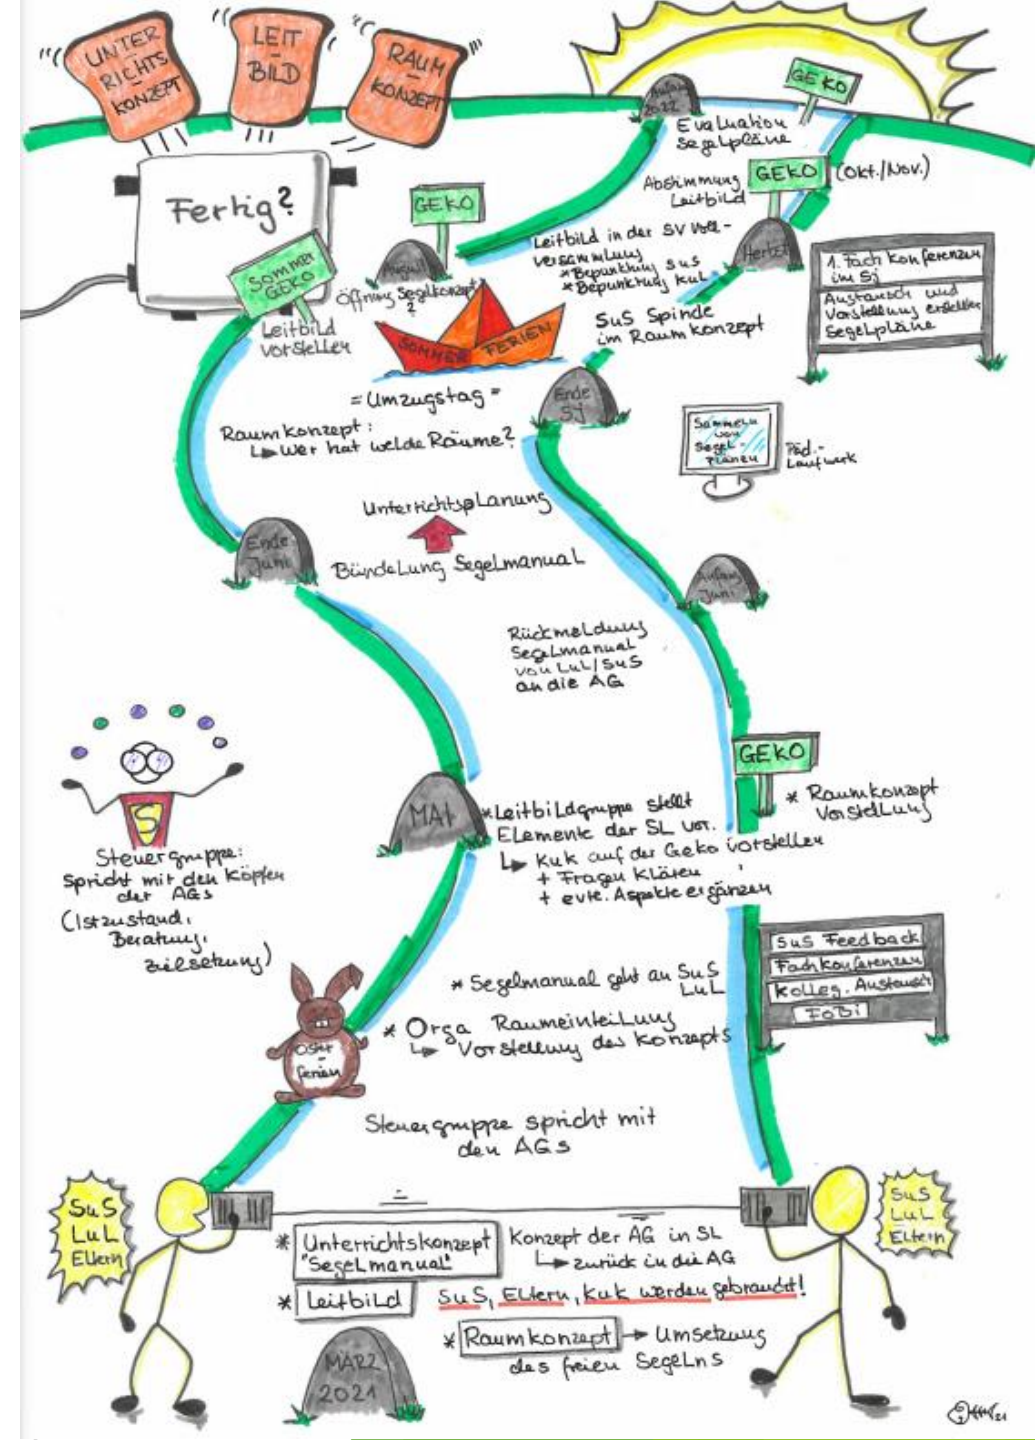 UNTER
RICHTS
KONZEPT
LEIT
BILD
RAUM
KONZEPT
Fertig?
GEKO
August
Öffnung Segelkonzept
?
Sommer
GEKO
Leitbild
vorstellen
SOMMER FERIEN
= Umzugstag =
Raumkonzept:
Wer hat welche Räume?
Anfang
2022
GEKO
Evaluation
Segelpläne
Abstimmung
Leitbild
GEKO (Okt./Nov.)
Herbst
Leitbild in der SV Voll-
versammlung
* Bepunktung SuS
* Bepunktung KuK
SuS Spinde
im Raumkonzept
1. Fachkonferenzen
im Sj
Austausch und
Vorstellung erstellter
Segelpläne
Ende
Sj
Sammeln
von
Segel-
plänen
Päd.-
Laufwerk
Unterrichtsplanung
Bündelung Segelmanual
Ende
Juni
Anfang
Juni
Rückmeldung
Segelmanual
von LuL/SuS
an die AG
GEKO
* Raumkonzept
Vorstellung
MAI
* Leitbildgruppe stellt
Elemente der SL vor.
KuK auf der Geko vorstellen
+ Fragen klären
+ evtl. Aspekte ergänzen
S
Steuergruppe:
spricht mit den Köpfen
der AGs
(Istzustand,
Beratung,
Zielsetzung)
SuS Feedback
Fachkonferenzen
Kolleg. Austausch
FoBi
* Segelmanual geht an SuS
LuL
* Orga Raumeinteilung
Vorstellung des Konzepts
Oster-
ferien
Steuergruppe spricht mit
den AGs
SuS
LuL
Eltern
SuS
LuL
Eltern
* Unterrichtskonzept
"Segelmanual"
Konzept der AG in SL
zurück in die AG
* Leitbild
SuS, Eltern, KuK werden gebraucht!
* Raumkonzept → Umsetzung
des freien Segelns
MÄRZ
2021